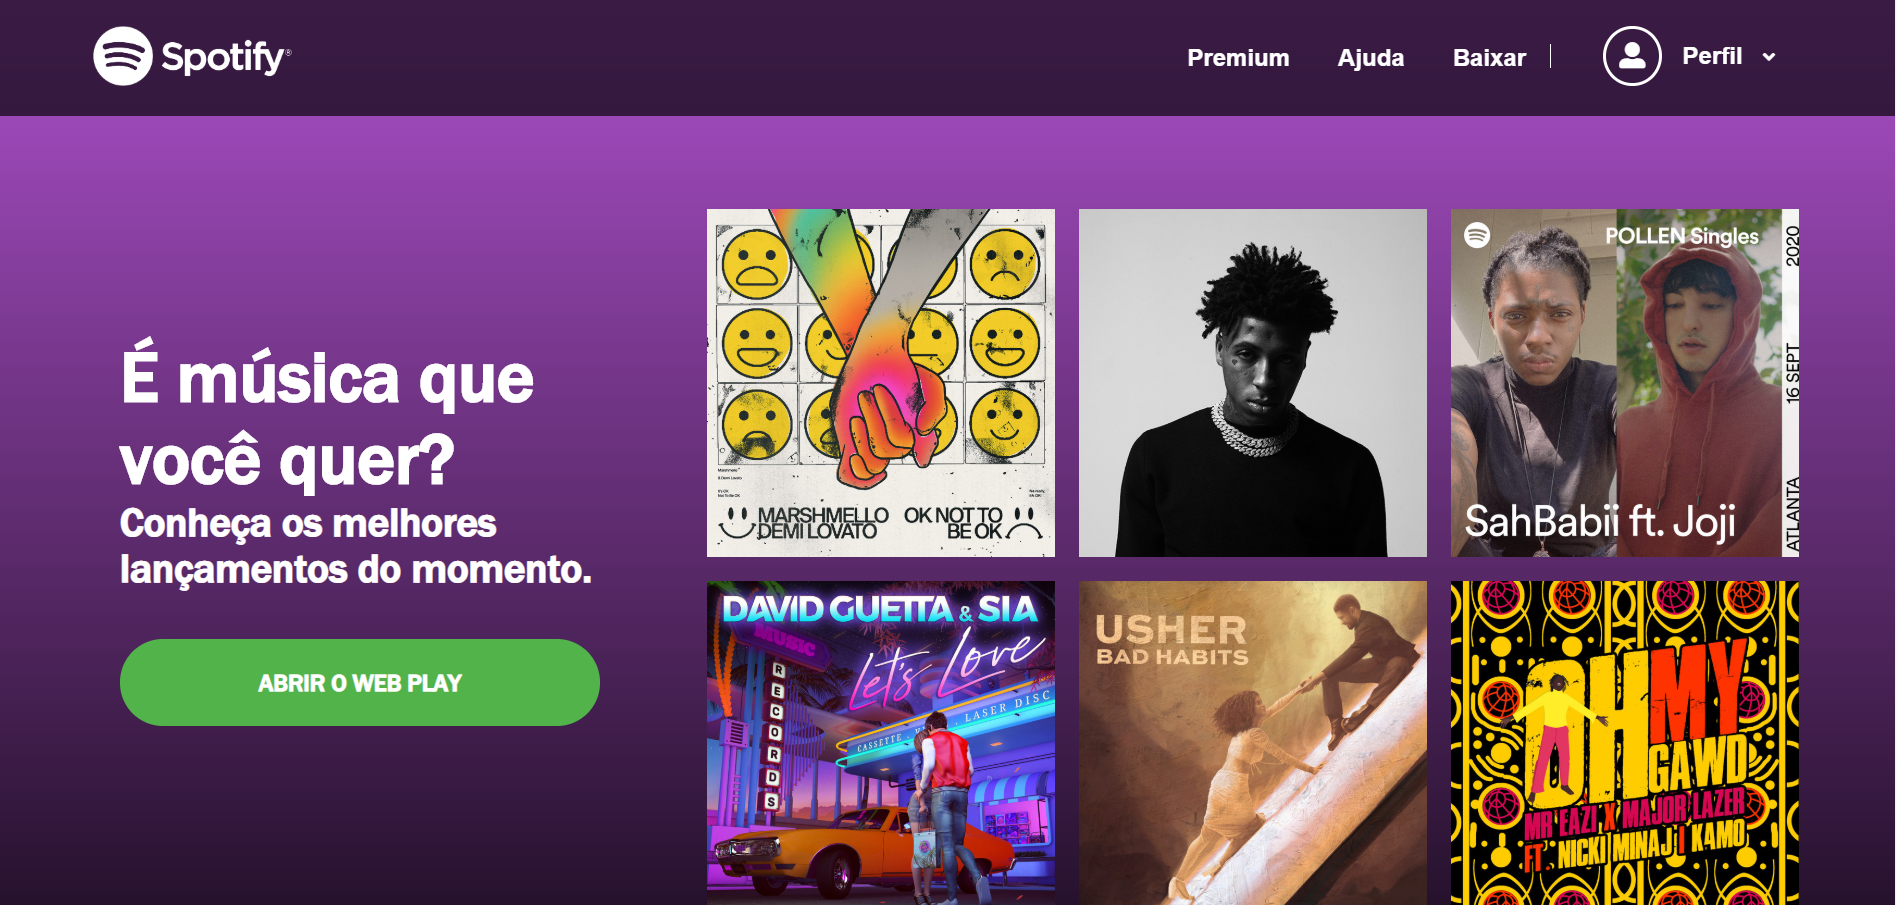 Spotify®
Premium
Ajuda
Baixar
Perfil
É música que
você quer?
Conheça os melhores
lançamentos do momento.
ABRIR O WEB PLAY
MARSHMELLO
DEMI LOVATO
OK NOT TO
BE OK
POLLEN Singles
2020
16 SEPT
ATLANTA
SahBabii ft. Joji
DAVID GUETTA & SIA
Let's Love
MUSIC
RECORDS
LASER DISC
CASSETTE
USHER
BAD HABITS
OH MY
GAWD
MR EAZI X MAJOR LAZER
FT. NICKI MINAJ | K4MO